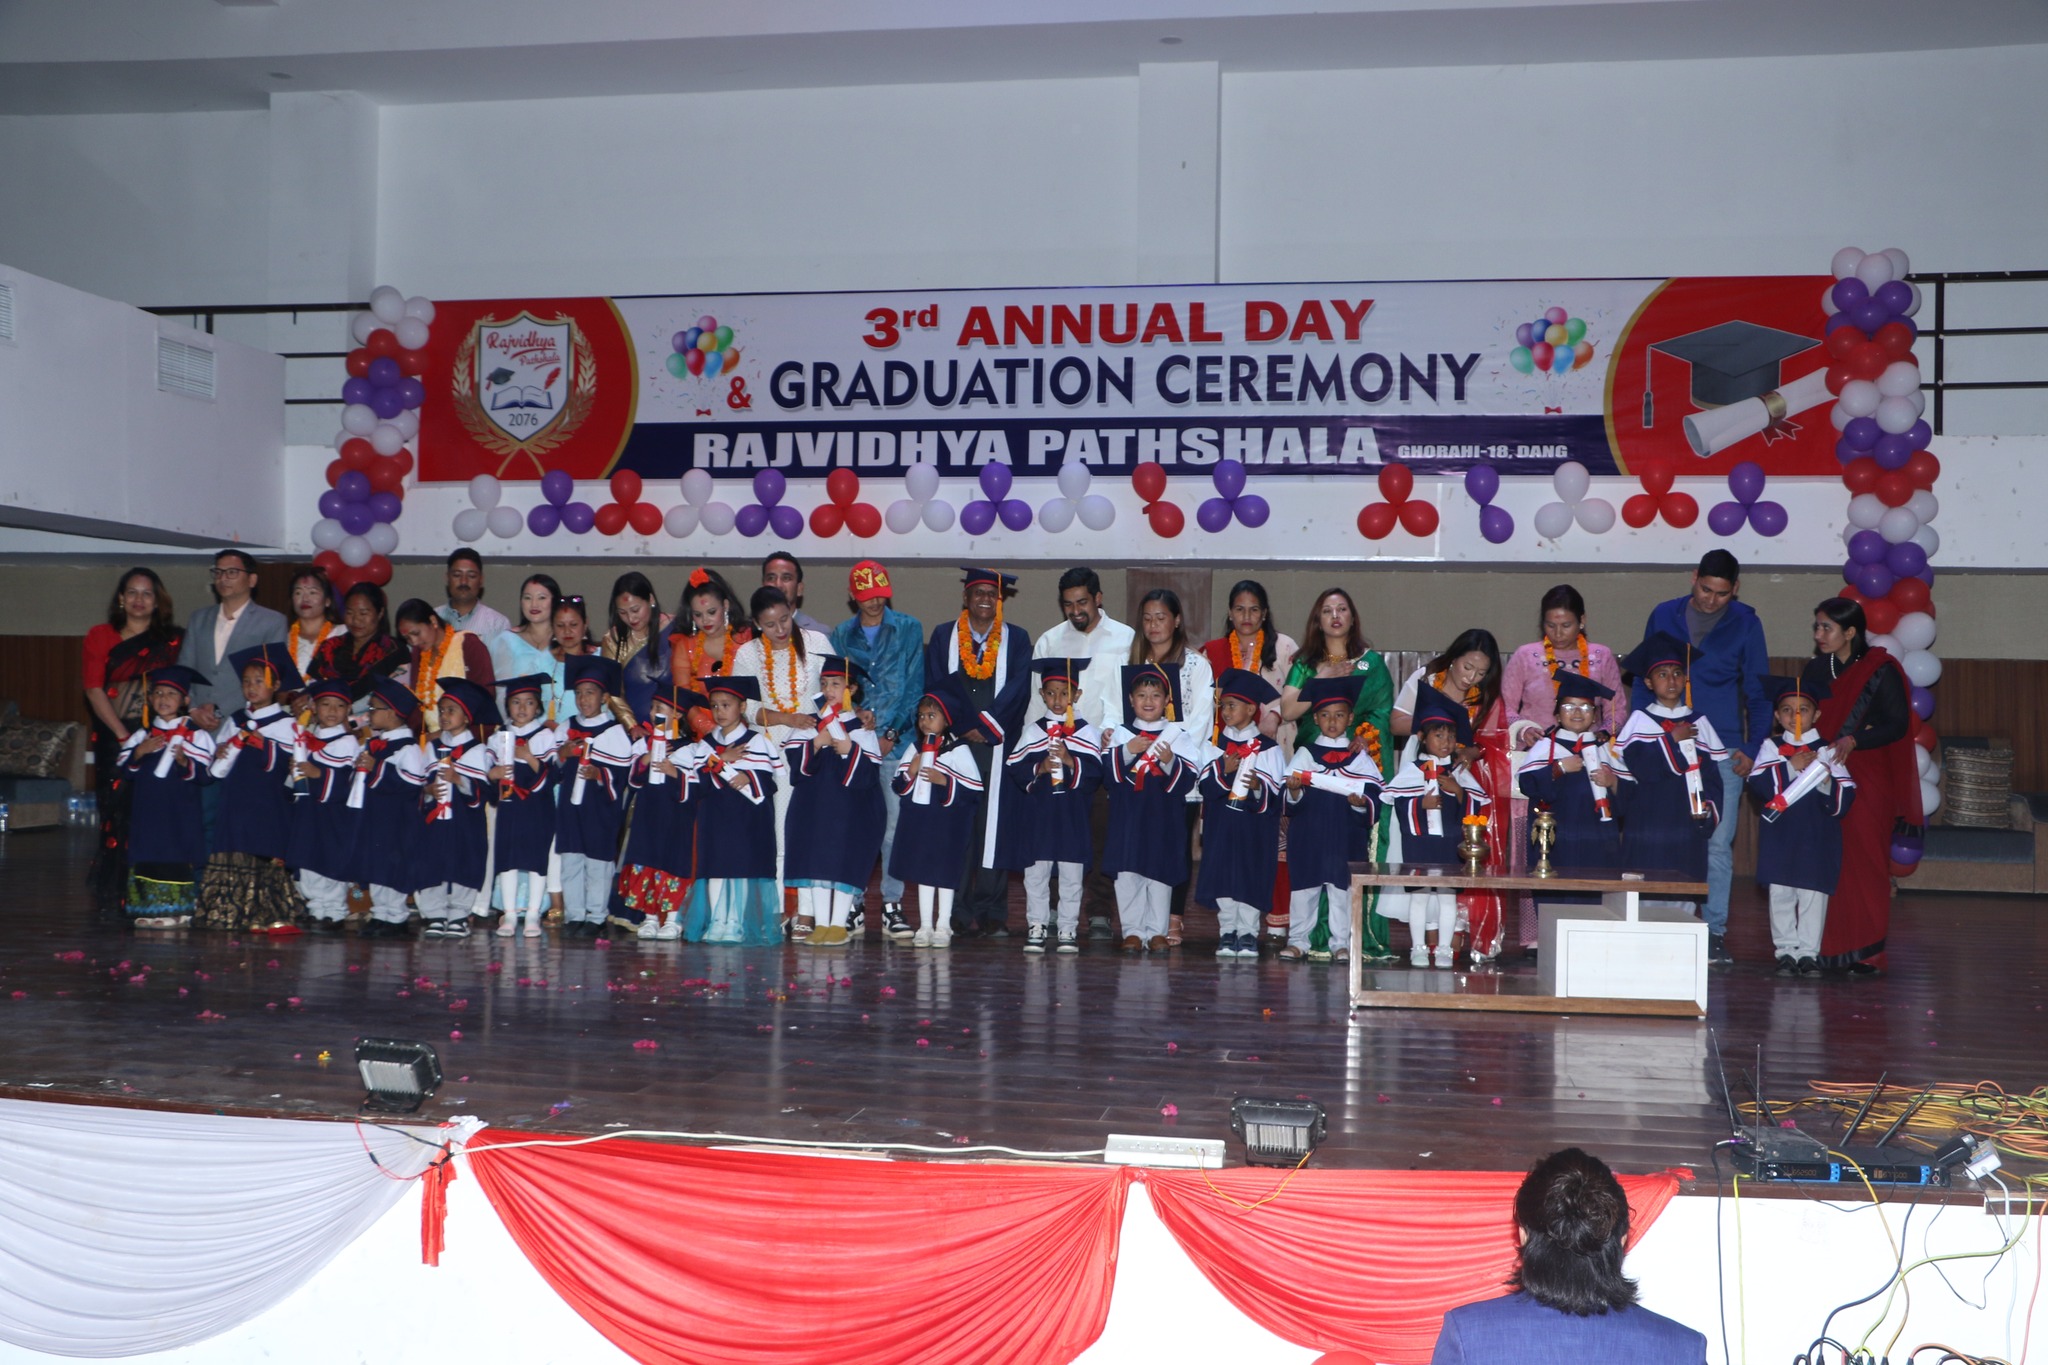 Rajvidhya
Pathshala
2076
3rd ANNUAL DAY
& GRADUATION CEREMONY
RAJVIDHYA PATHSHALA GHORAHI-18, DANG